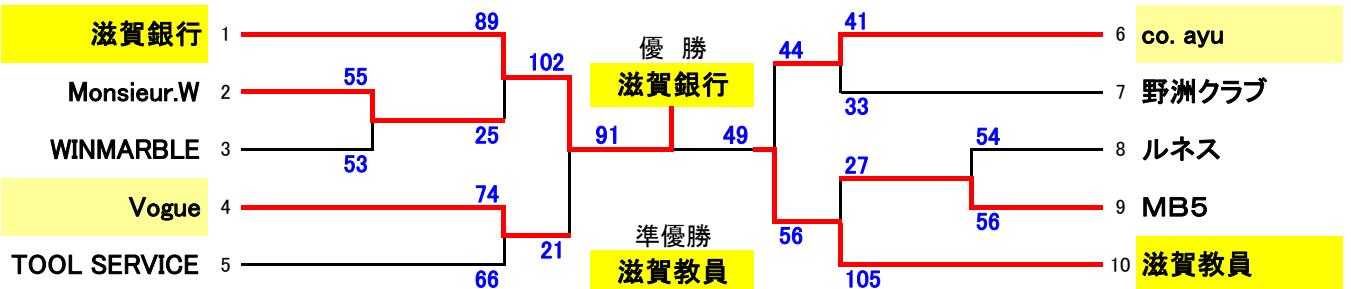 滋賀銀行 1
Monsieur.W 2
WINMARBLE 3
Vogue 4
TOOL SERVICE 5
89
55
53
25
74
66
102
21
91
優 勝
滋賀銀行
準優勝
滋賀教員
49
44
56
41
33
27
105
54
56
6 co. ayu
7 野洲クラブ
8 ルネス
9 MB5
10 滋賀教員